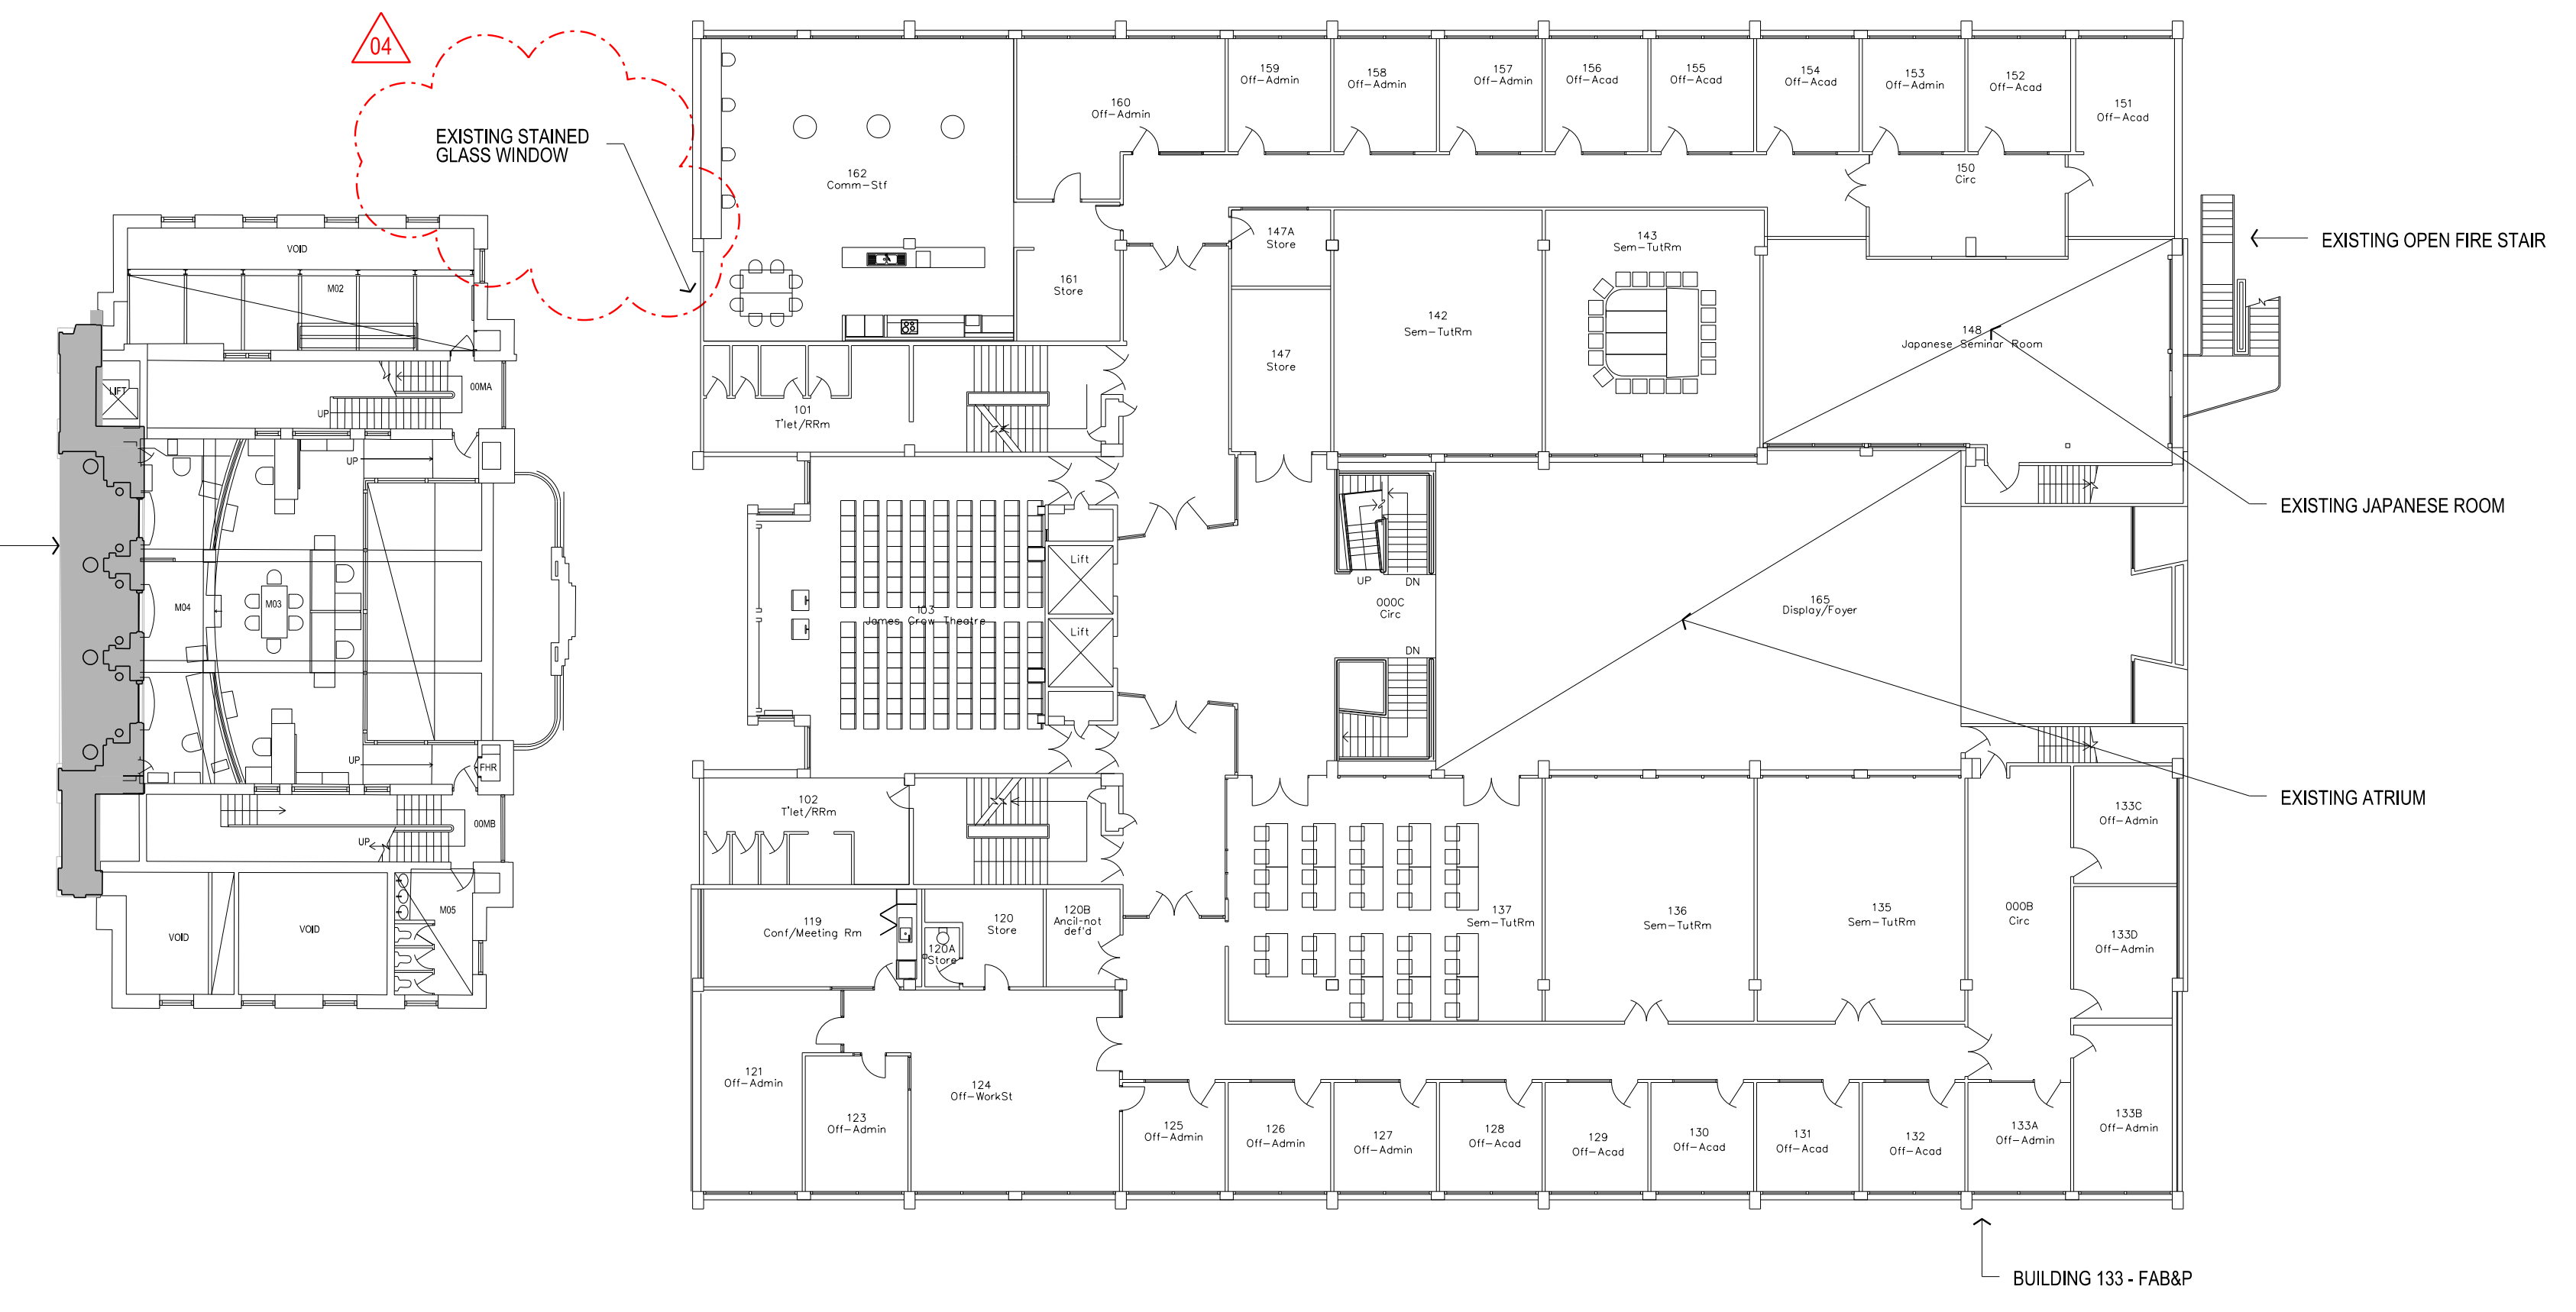 04
EXISTING STAINED
GLASS WINDOW
159
Off-Admin
158
Off-Admin
157
Off-Admin
156
Off-Acad
155
Off-Acad
154
Off-Acad
153
Off-Admin
152
Off-Acad
151
Off-Acad
160
Off-Admin
162
Comm-Stf
150
Circ
161
Store
147A
Store
147
Store
142
Sem-TutRm
143
Sem-TutRm
148
Japanese Seminar Room
EXISTING OPEN FIRE STAIR
EXISTING JAPANESE ROOM
EXISTING ATRIUM
VOID
M02
LIFT
UP
00MA
UP
M04
M03
UP
FHR
00MB
UP
VOID
VOID
M05
101
T'let/RRm
103
James Crow Theatre
Lift
Lift
UP
DN
000C
Circ
DN
165
Display/Foyer
102
T'let/RRm
119
Conf/Meeting Rm
120
Store
120A
Store
120B
Ancil-not
def'd
137
Sem-TutRm
136
Sem-TutRm
135
Sem-TutRm
000B
Circ
133C
Off-Admin
133D
Off-Admin
133B
Off-Admin
121
Off-Admin
123
Off-Admin
124
Off-WorkSt
125
Off-Admin
126
Off-Admin
127
Off-Admin
128
Off-Acad
129
Off-Acad
130
Off-Acad
131
Off-Acad
132
Off-Acad
133A
Off-Admin
BUILDING 133 - FAB&P